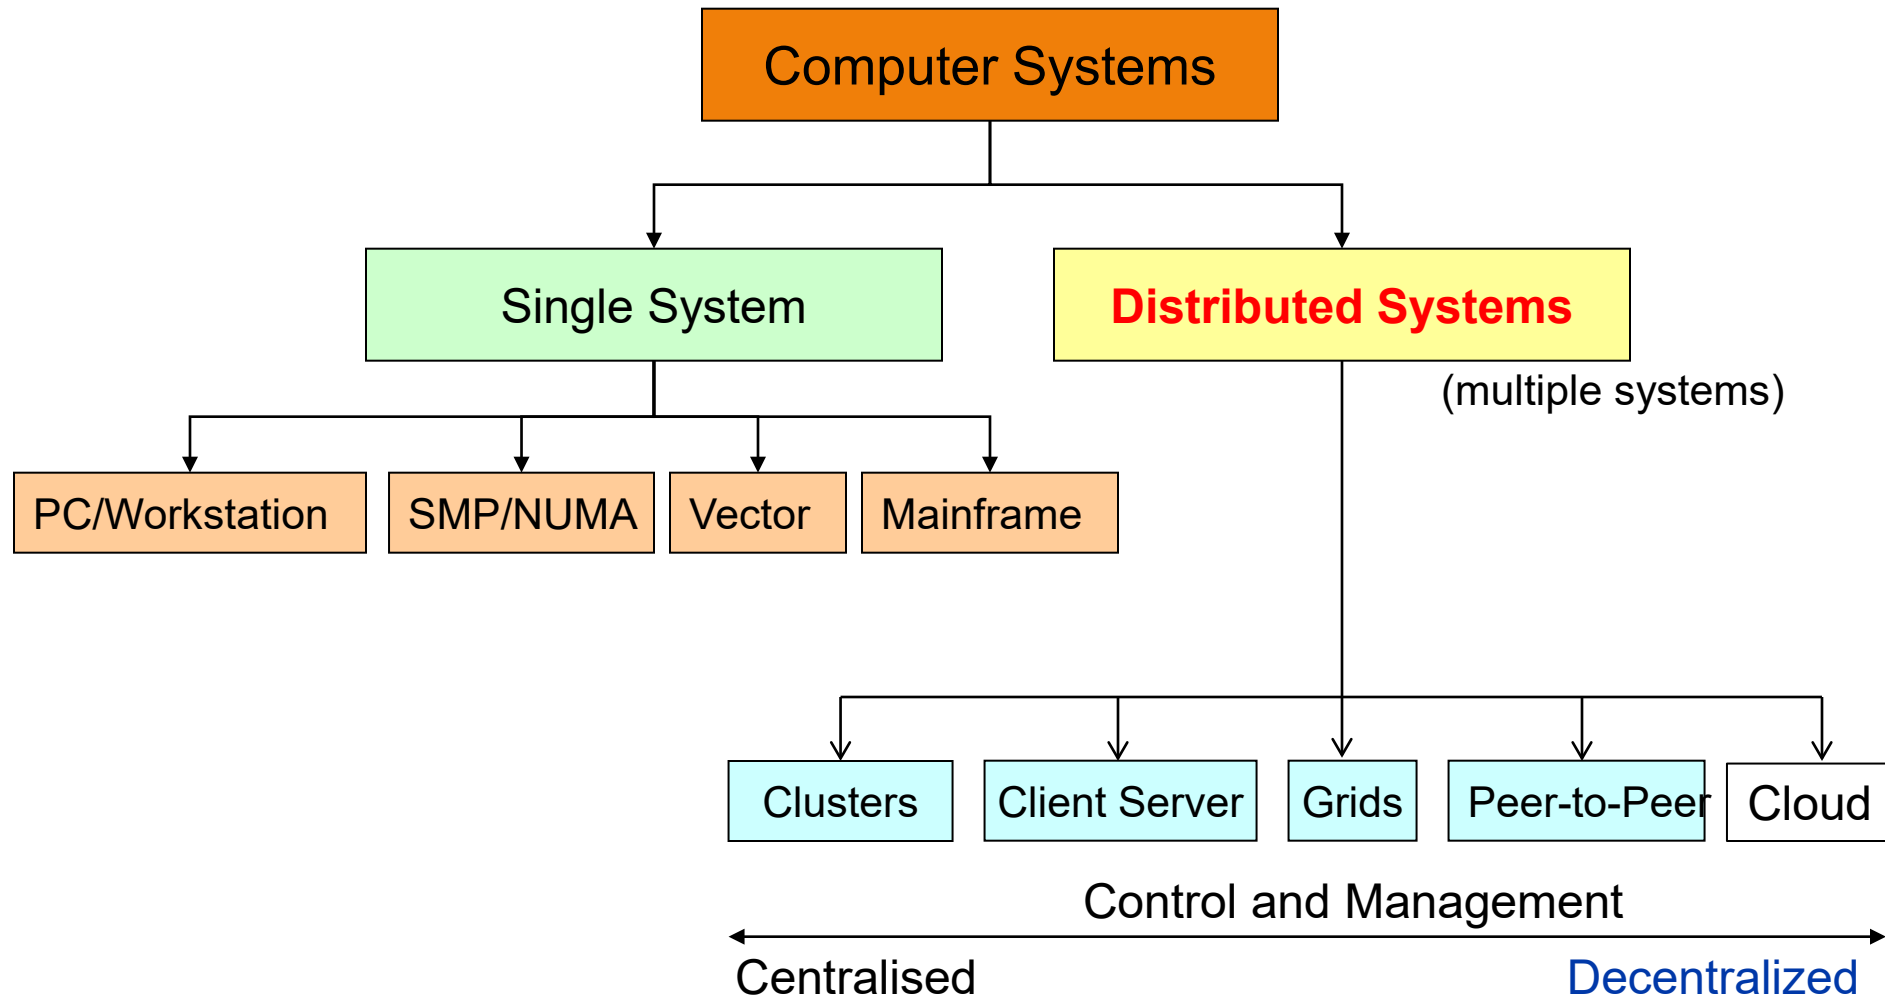 Computer Systems
Single System
Distributed Systems
(multiple systems)
PC/Workstation
SMP/NUMA
Vector
Mainframe
Clusters
Client Server
Grids
Peer-to-Peer
Cloud
Control and Management
Centralised
Decentralized